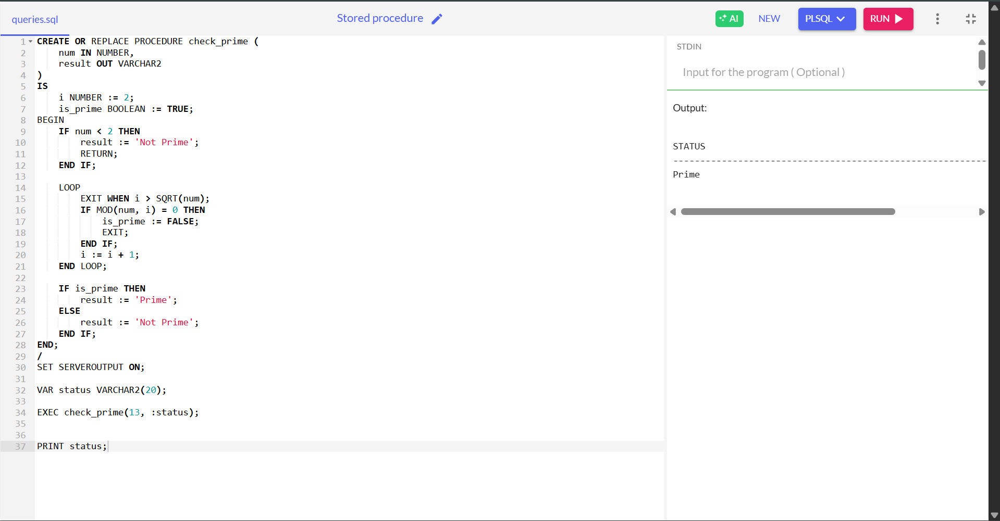 queries.sql
Stored procedure
AI
NEW
PLSQL
RUN
1 CREATE OR REPLACE PROCEDURE check_prime (
2     num IN NUMBER,
3     result OUT VARCHAR2
4 )
5 IS
6     i NUMBER := 2;
7     is_prime BOOLEAN := TRUE;
8 BEGIN
9     IF num < 2 THEN
10         result := 'Not Prime';
11         RETURN;
12     END IF;
13
14     LOOP
15         EXIT WHEN i > SQRT(num);
16         IF MOD(num, i) = 0 THEN
17             is_prime := FALSE;
18             EXIT;
19         END IF;
20         i := i + 1;
21     END LOOP;
22
23     IF is_prime THEN
24         result := 'Prime';
25     ELSE
26         result := 'Not Prime';
27     END IF;
28 END;
29 /
30 SET SERVEROUTPUT ON;
31
32 VAR status VARCHAR2(20);
33
34 EXEC check_prime(13, :status);
35
36
37 PRINT status;
STDIN
Input for the program ( Optional )
Output:
STATUS
----------------------------------------------------------
Prime